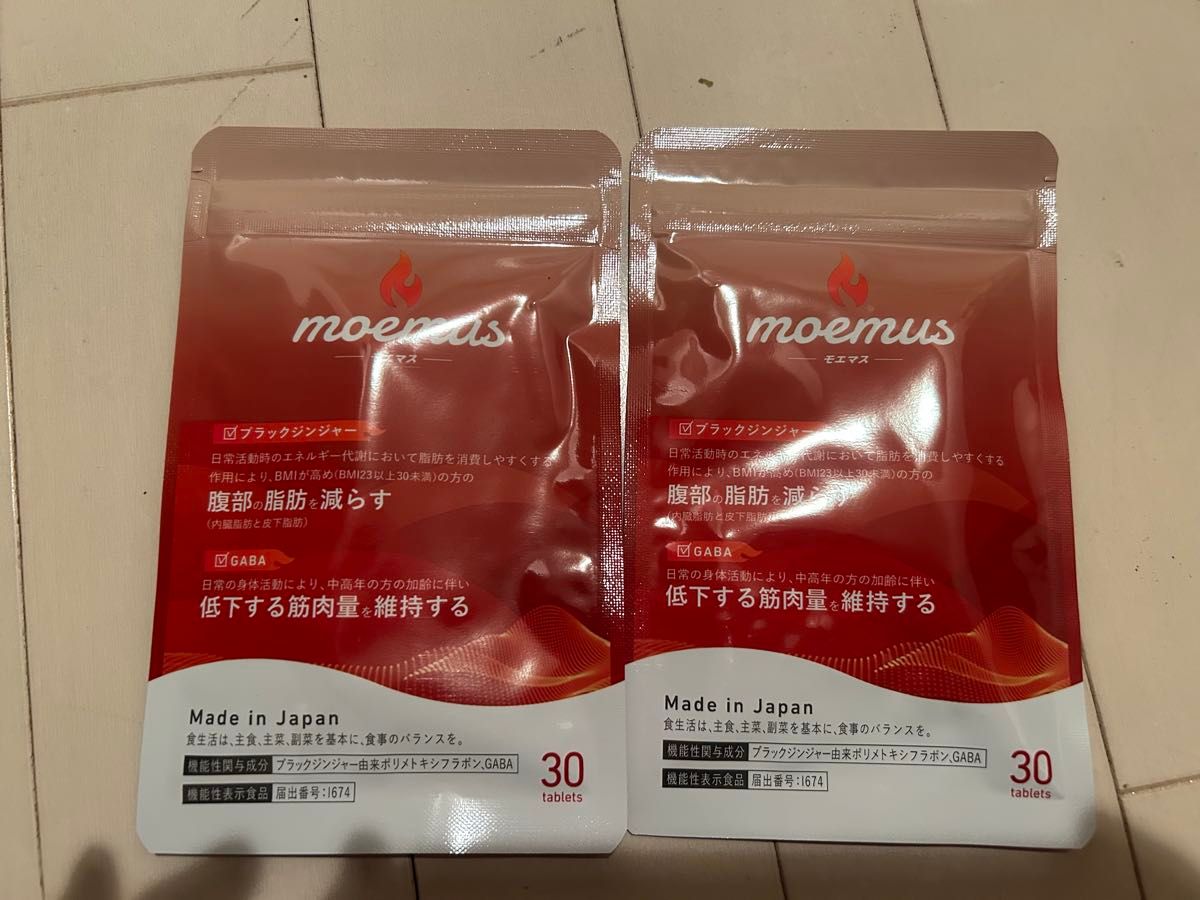 moemus
マス
ブラックジンジャー
日常活動時のエネルギー代謝において脂肪を消費しやすくする
作用により、BMIが高め(BMI23以上30未満)の方の
腹部の脂肪を減らす
(内臓脂肪と皮下脂肪)
GABA
日常の身体活動により、中高年の方の加齢に伴い
低下する筋肉量を維持する
Made in Japan
食生活は、主食、主菜、副菜を基本に、食事のバランスを。
機能性関与成分 ブラックジンジャー由来ポリメトキシフラボン、GABA
機能性表示食品 届出番号:I674
30
tablets
moemus
モエマス
ブラックジンジャー
日常活動時のエネルギー代謝において脂肪を消費しやすくする
作用により、BMIが高め(BMI23以上30未満)の方の
腹部の脂肪を減らす
(内臓脂肪と皮下脂肪
GABA
日常の身体活動により、中高年の方の加齢に伴い
低下する筋肉量を維持する
Made in Japan
食生活は、主食、主菜、副菜を基本に、食事のバランスを。
機能性関与成分 ブラックジンジャー由来ポリメトキシフラボン、GABA
機能性表示食品 届出番号:I674
30
tablets